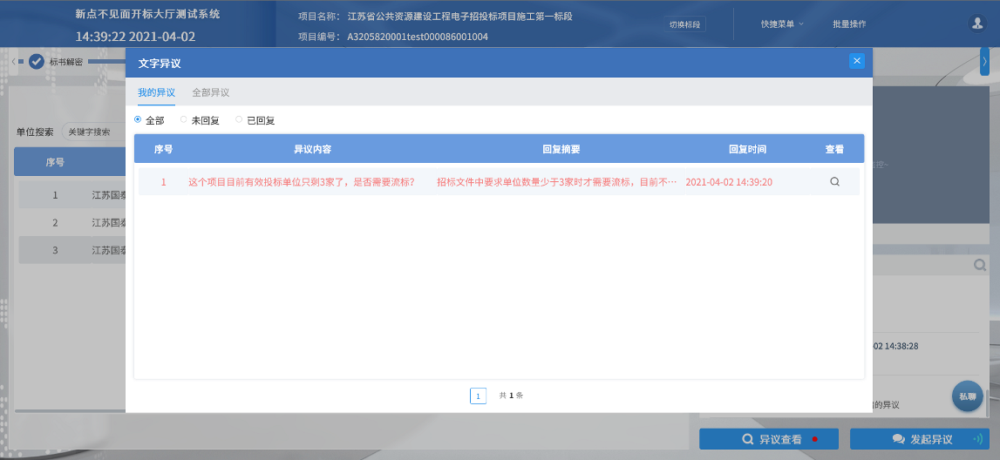 新点不见面开标大厅测试系统
14:39:22 2021-04-02
项目名称： 江苏省公共资源建设工程电子招投标项目施工第一标段
项目编号： A3205820001test000086001004
切换标段
快捷菜单
批量操作
标书解密
单位搜索
关键字搜索
序号
1 江苏国泰
2 江苏国泰
3 江苏国泰
文字异议
我的异议 全部异议
全部 未回复 已回复
序号 异议内容 回复摘要 回复时间 查看
1 这个项目目前有效投标单位只剩3家了，是否需要流标? 招标文件中要求单位数量少于3家时才需要流标，目前不… 2021-04-02 14:39:20
1 共 1 条
控~
02 14:38:28
的异议
私聊
异议查看
发起异议